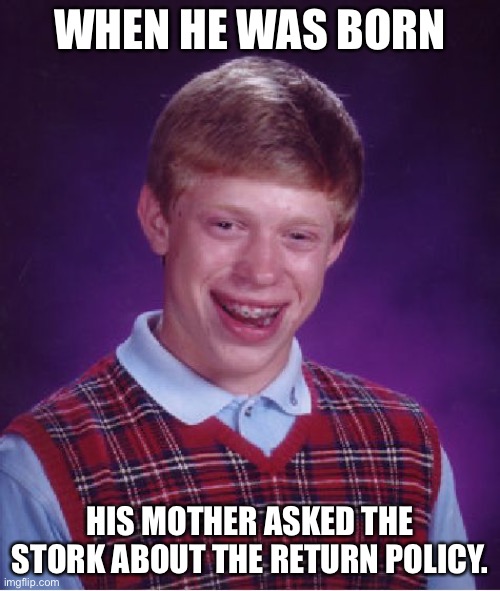 WHEN HE WAS BORN
HIS MOTHER ASKED THE
STORK ABOUT THE RETURN POLICY.
imgflip.com